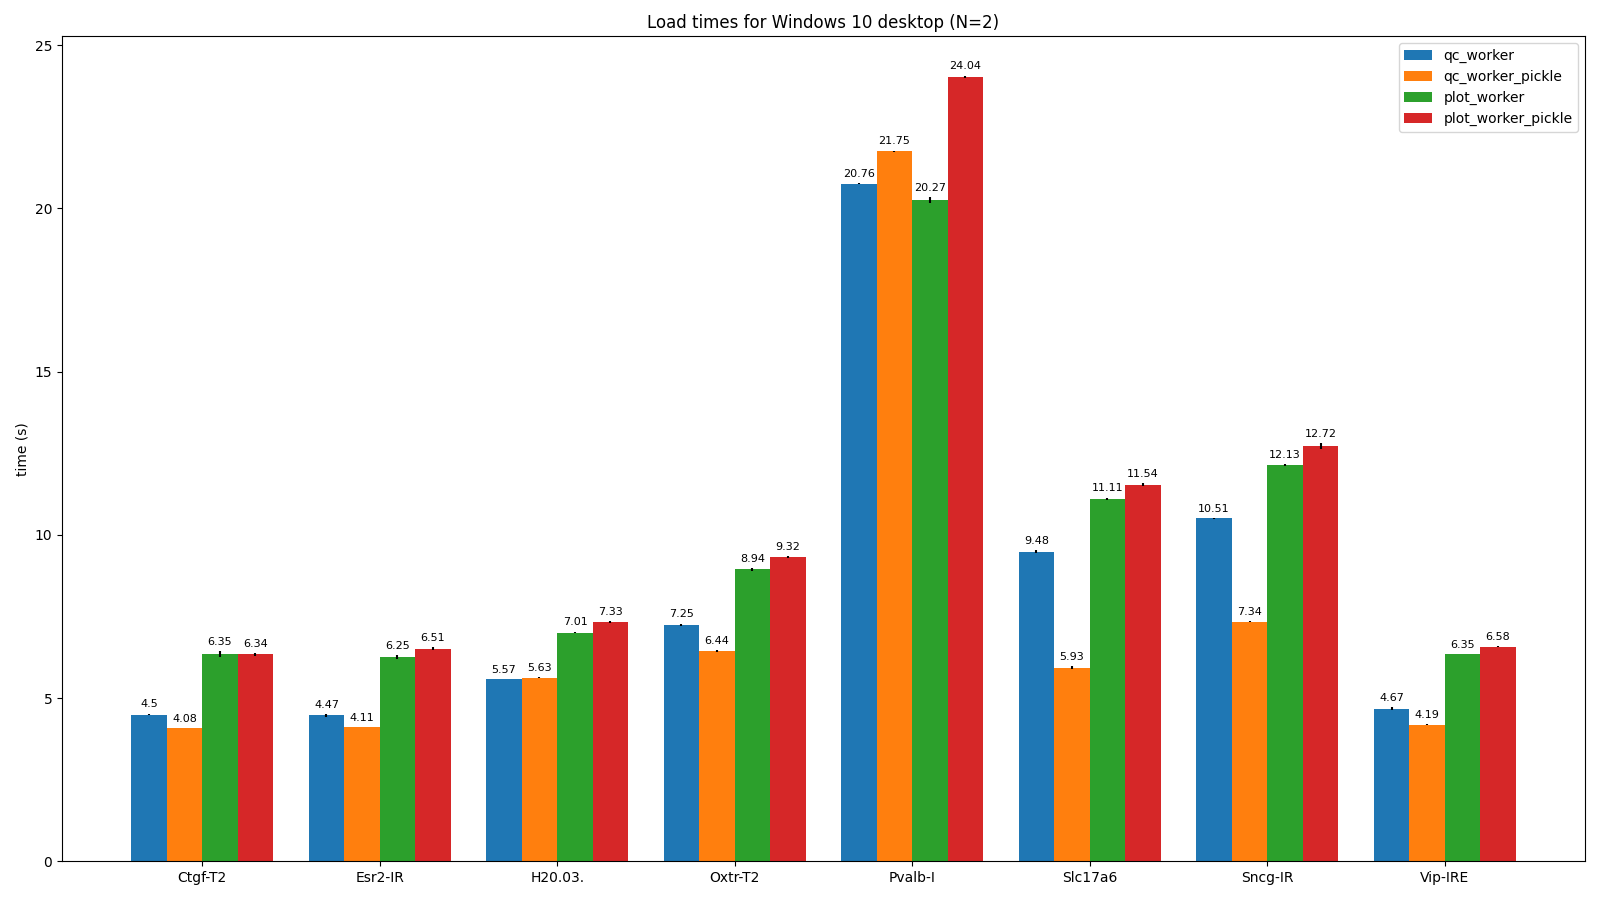 Load times for Windows 10 desktop (N=2)
qc_worker
qc_worker_pickle
plot_worker
plot_worker_pickle
time (s)
25
20
15
10
5
0
4.5
4.08
6.35
6.34
4.47
4.11
6.25
6.51
5.57
5.63
7.01
7.33
7.25
6.44
8.94
9.32
20.76
21.75
20.27
24.04
9.48
5.93
11.11
11.54
10.51
7.34
12.13
12.72
4.67
4.19
6.35
6.58
Ctgf-T2
Esr2-IR
H20.03.
Oxtr-T2
Pvalb-I
Slc17a6
Sncg-IR
Vip-IRE